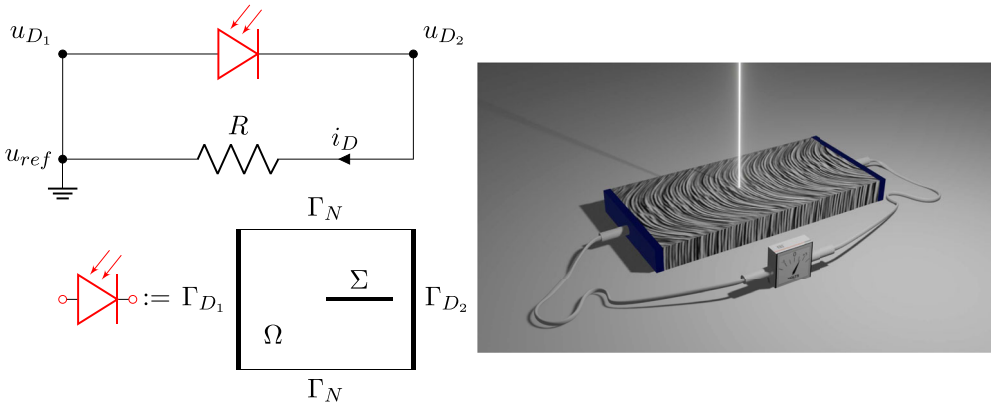 u_{D_1}
u_{D_2}
R
i_D
u_{ref}
Γ_N
:= Γ_{D_1}
Σ
Γ_{D_2}
Ω
Γ_N